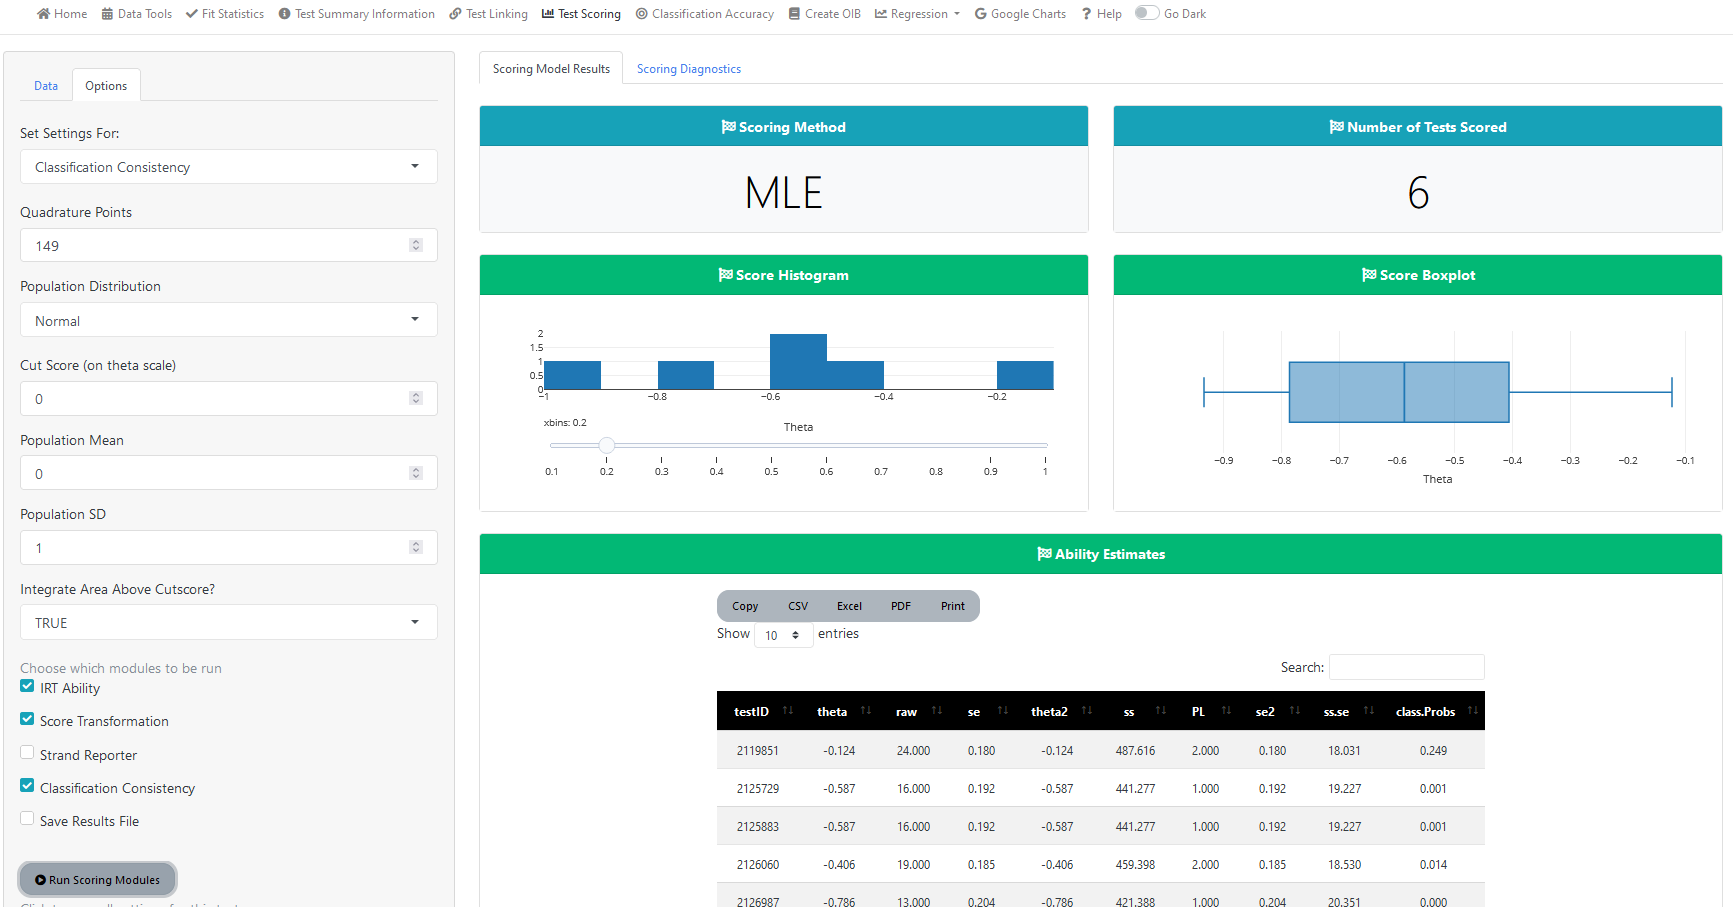 Home Data Tools Fit Statistics Test Summary Information Test Linking Test Scoring Classification Accuracy Create OIB Regression Google Charts Help Go Dark
Data Options
Set Settings For:
Classification Consistency
Quadrature Points
149
Population Distribution
Normal
Cut Score (on theta scale)
0
Population Mean
0
Population SD
1
Integrate Area Above Cutscore?
TRUE
Choose which modules to be run
IRT Ability
Score Transformation
Strand Reporter
Classification Consistency
Save Results File
Run Scoring Modules
Scoring Model Results Scoring Diagnostics
Scoring Method
MLE
Number of Tests Scored
6
Score Histogram
2
1.5
1
0.5
0
−1 −0.8 −0.6 −0.4 −0.2
xbins: 0.2
Theta
0.1 0.2 0.3 0.4 0.5 0.6 0.7 0.8 0.9 1
Score Boxplot
−0.9 −0.8 −0.7 −0.6 −0.5 −0.4 −0.3 −0.2 −0.1
Theta
Ability Estimates
Copy CSV Excel PDF Print
Show 10 entries
Search:
testID theta raw se theta2 ss PL se2 ss.se class.Probs
2119851 -0.124 24.000 0.180 -0.124 487.616 2.000 0.180 18.031 0.249
2125729 -0.587 16.000 0.192 -0.587 441.277 1.000 0.192 19.227 0.001
2125883 -0.587 16.000 0.192 -0.587 441.277 1.000 0.192 19.227 0.001
2126060 -0.406 19.000 0.185 -0.406 459.398 2.000 0.185 18.530 0.014
2126987 -0.786 13.000 0.204 -0.786 421.388 1.000 0.204 20.351 0.000